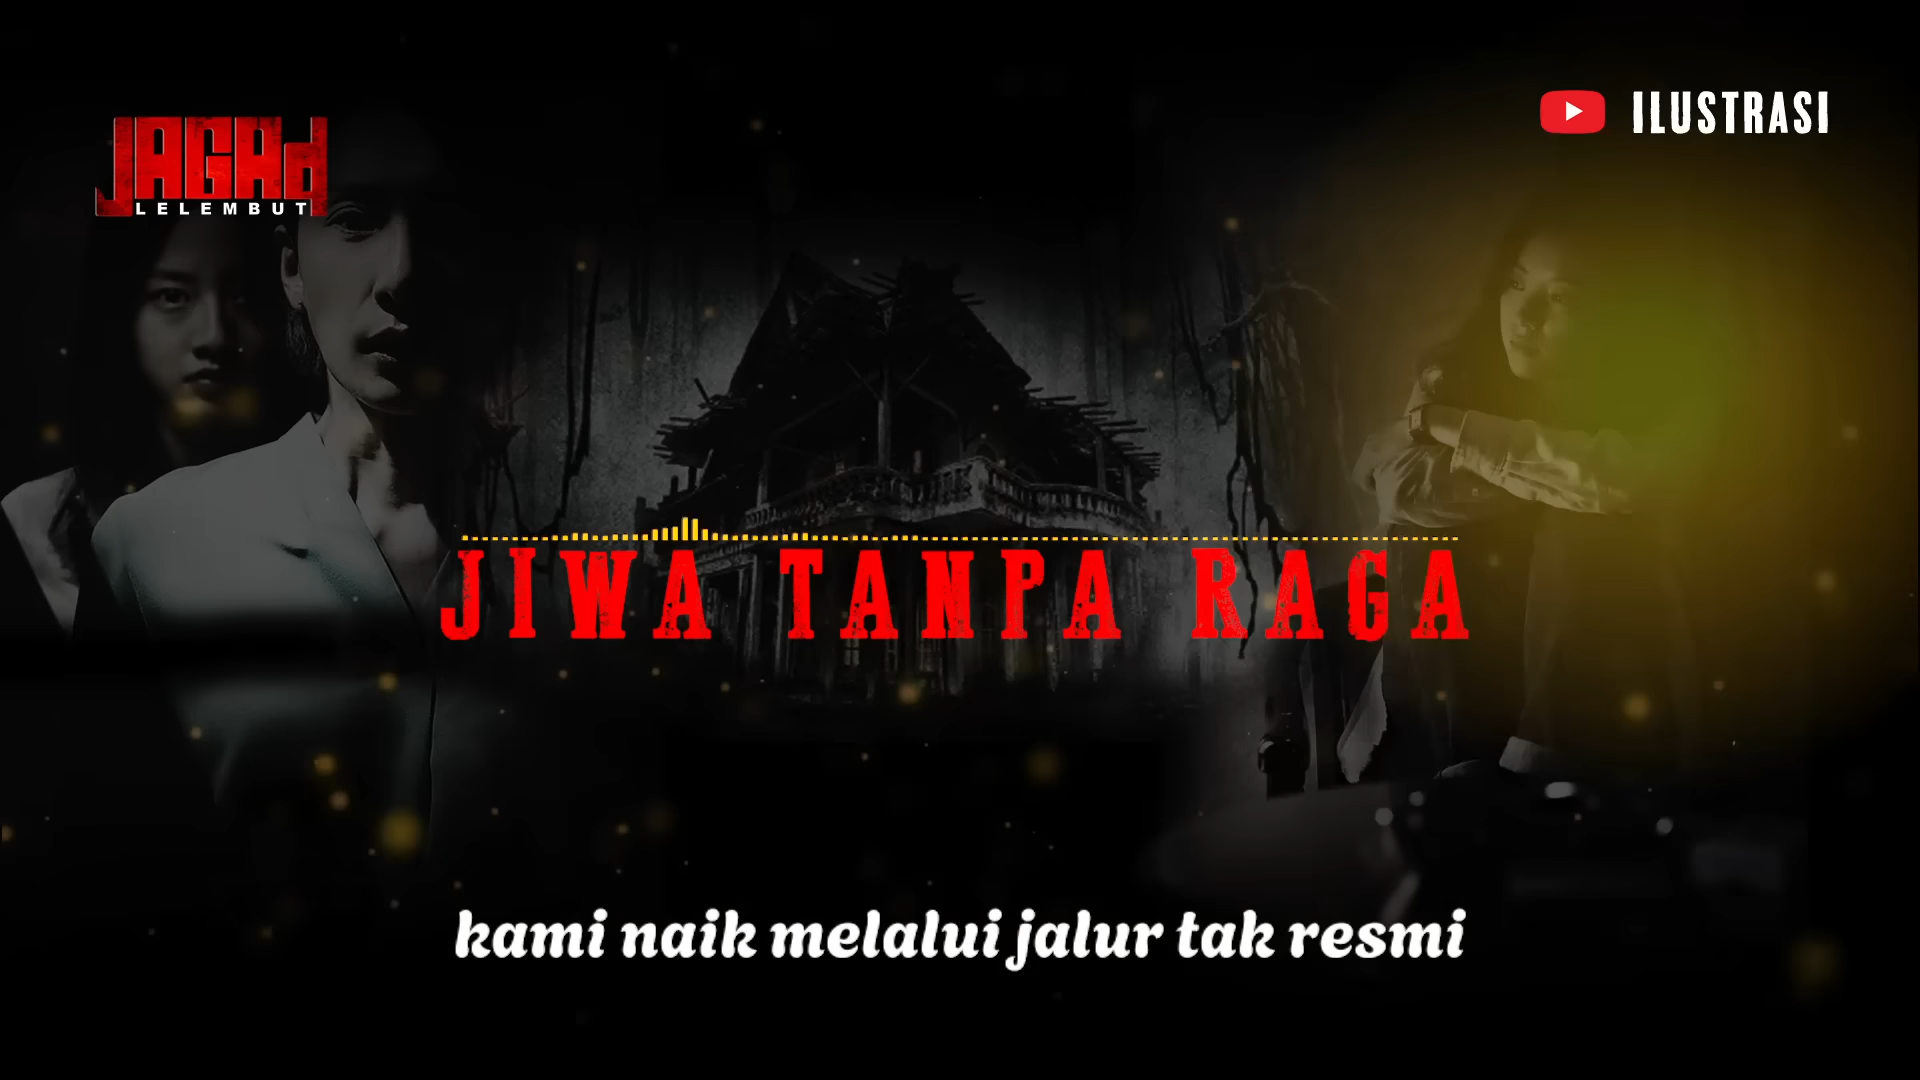 JAGAd
LELEMBUT
ILUSTRASI
JIWA TANPA RAGA
kami naik melalui jalur tak resmi